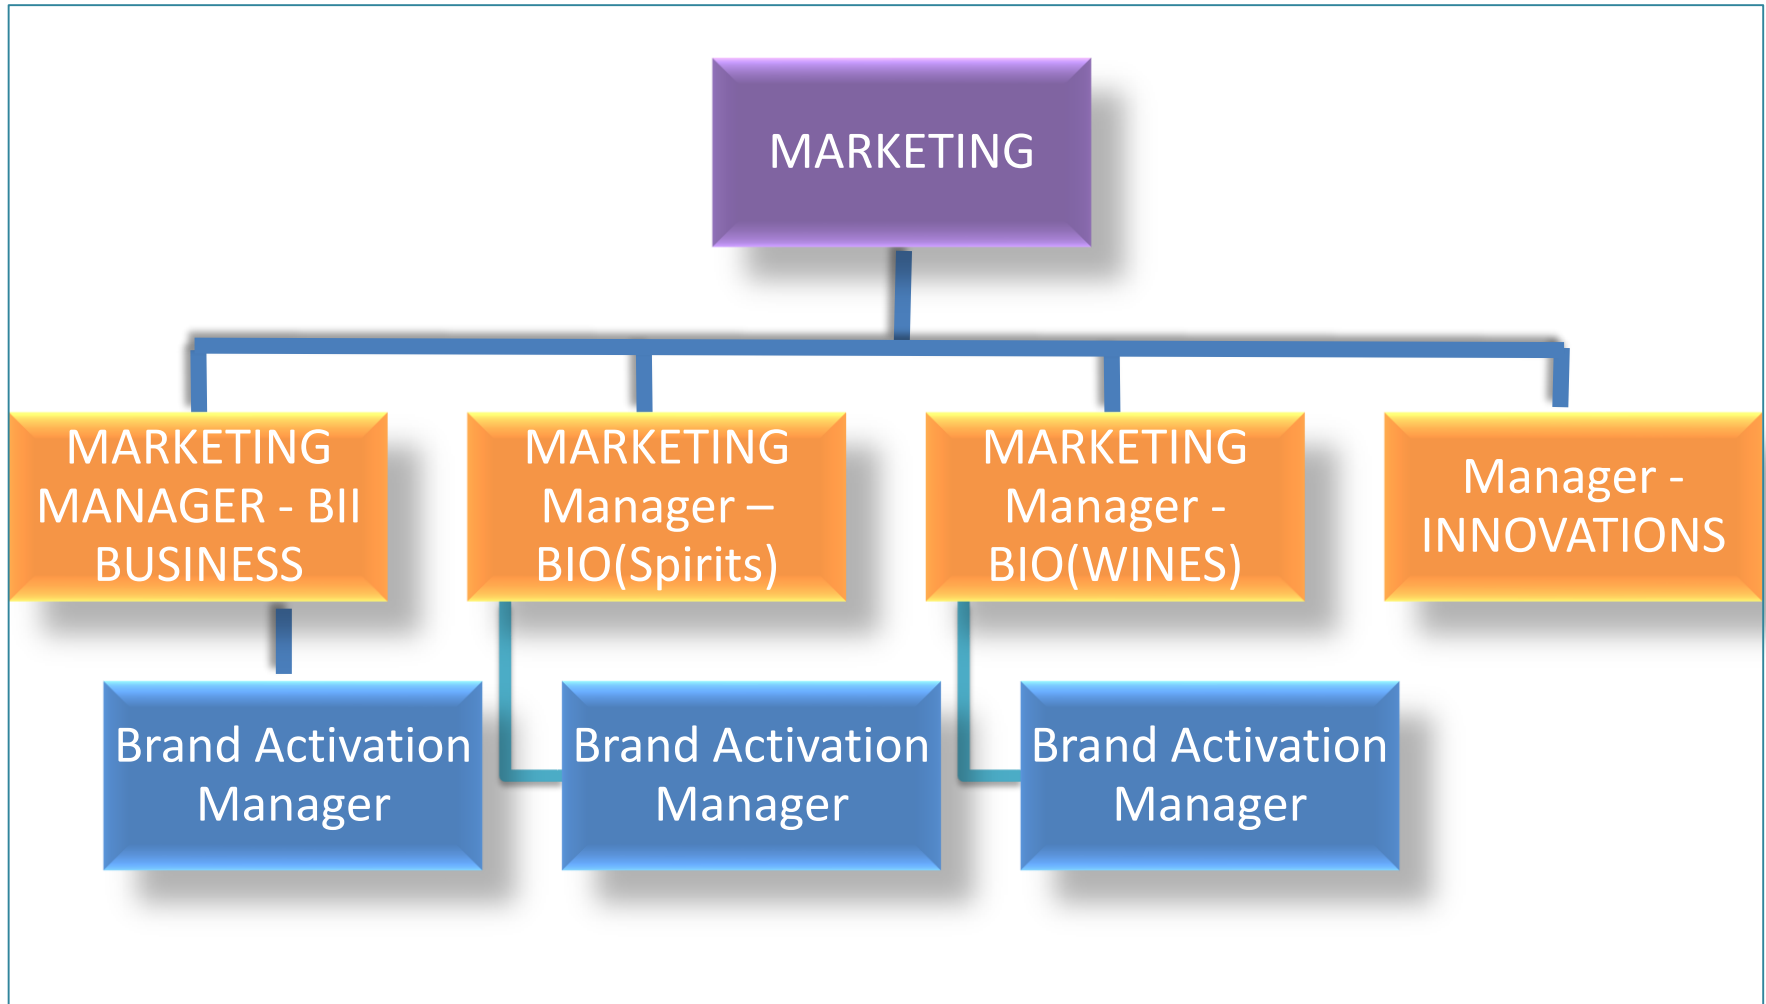 MARKETING
MARKETING
MANAGER - BII
BUSINESS
MARKETING
Manager –
BIO(Spirits)
MARKETING
Manager -
BIO(WINES)
Manager -
INNOVATIONS
Brand Activation
Manager
Brand Activation
Manager
Brand Activation
Manager